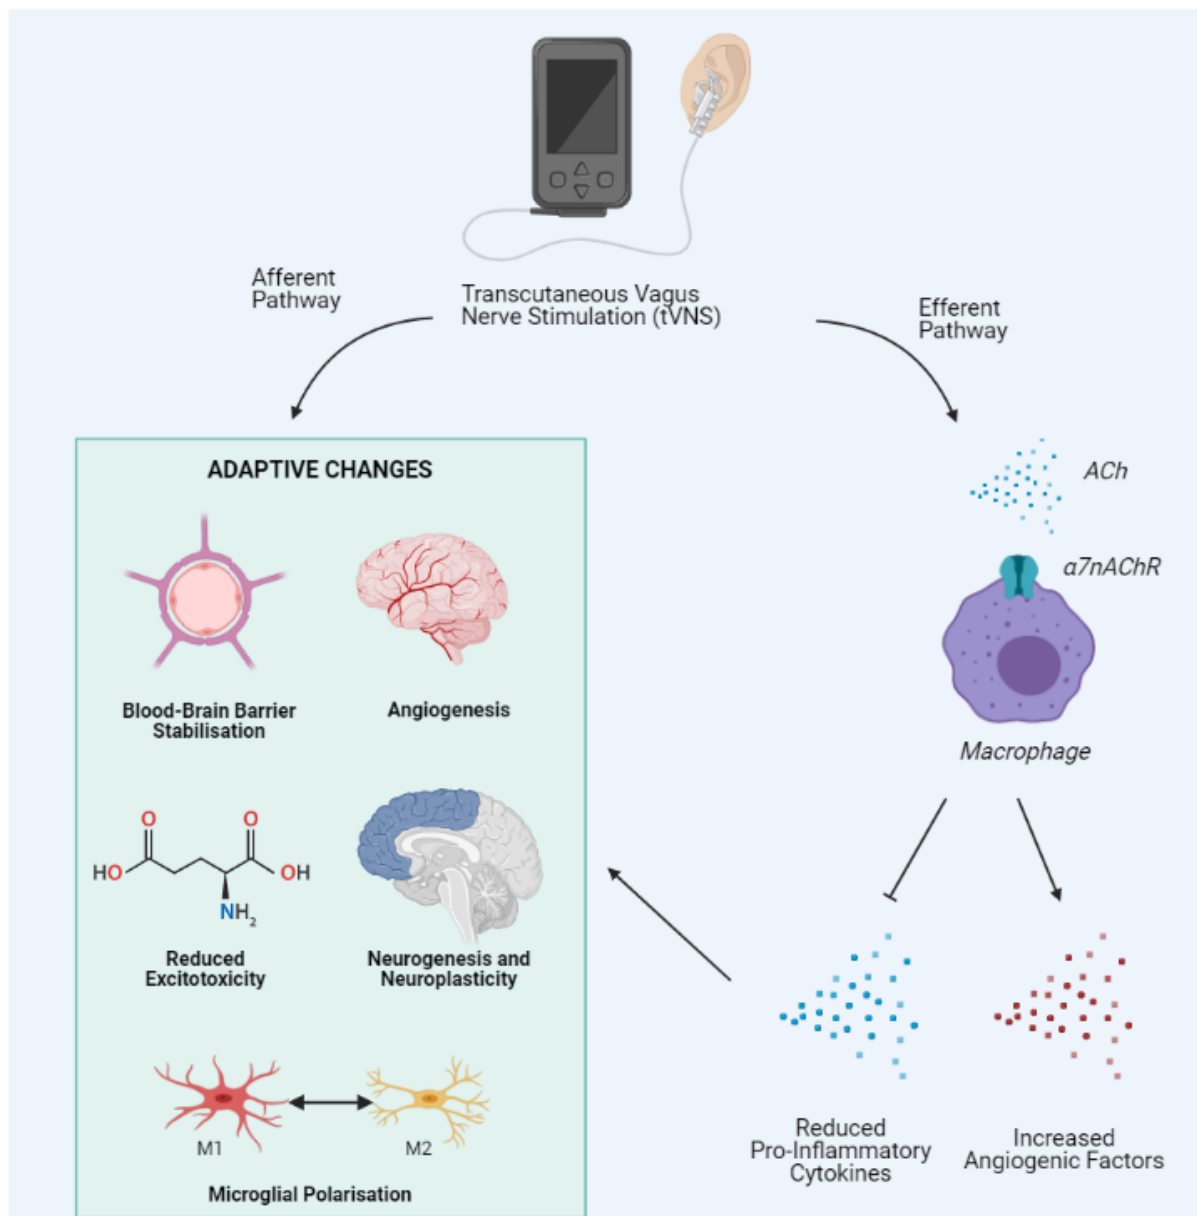 Afferent
Pathway
Transcutaneous Vagus
Nerve Stimulation (tVNS)
Efferent
Pathway
ADAPTIVE CHANGES
Blood-Brain Barrier
Stabilisation
Angiogenesis
O
O
HO
OH
NH₂
Reduced
Excitotoxicity
Neurogenesis and
Neuroplasticity
M1
M2
Microglial Polarisation
ACh
α7nAChR
Macrophage
Reduced
Pro-Inflammatory
Cytokines
Increased
Angiogenic Factors